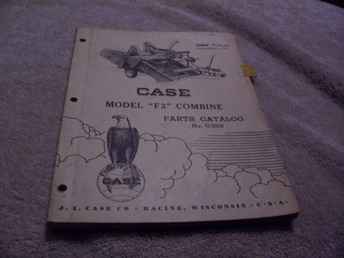 CASE
MODEL "F2" COMBINE
PARTS CATALOG
CASE
J. I. CASE CO. - RACINE, WISCONSIN - U.S.A.